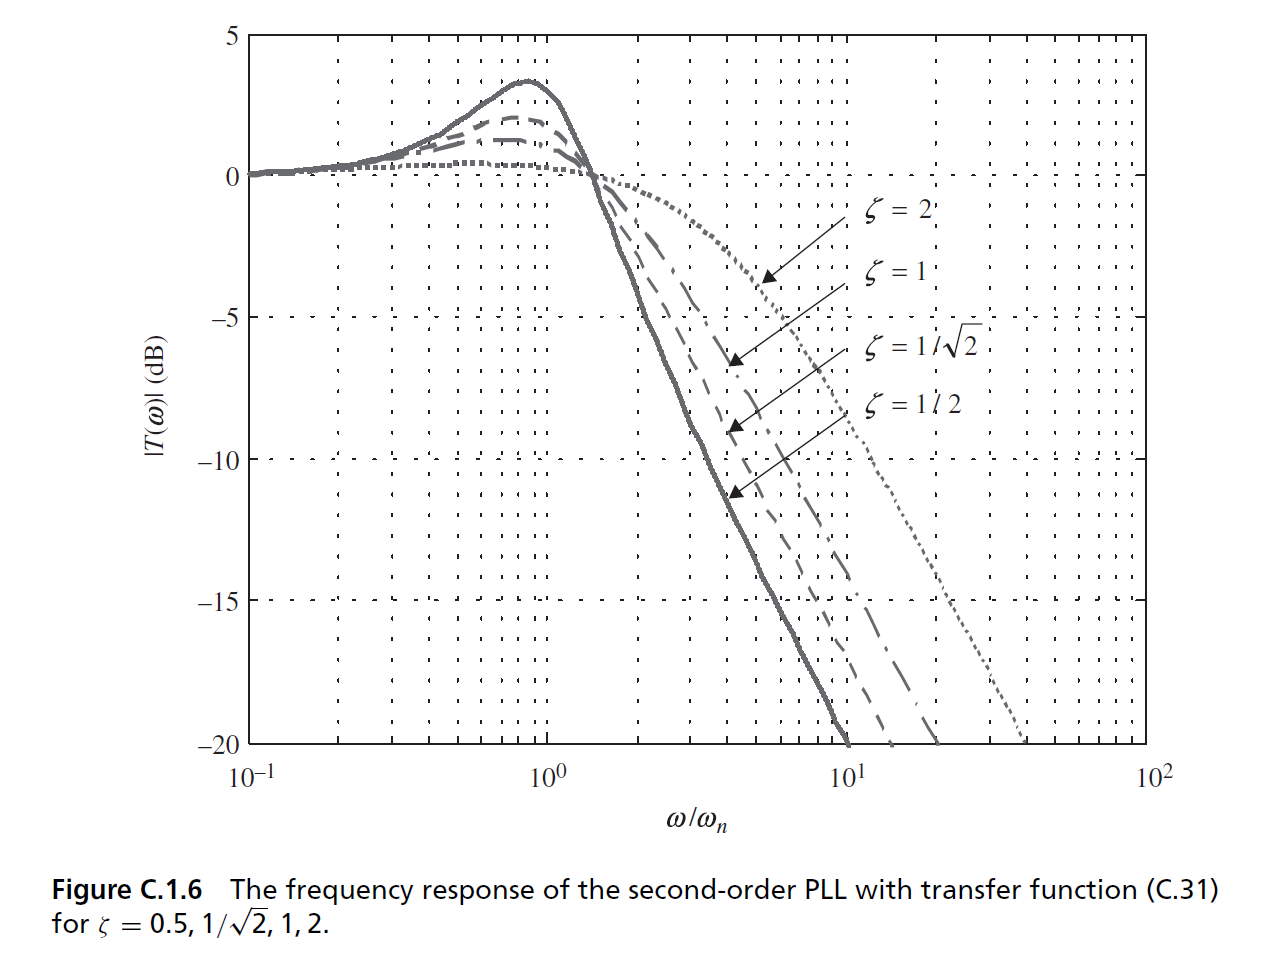 5
0
–5
–10
–15
–20
|T(ω)| (dB)
ζ = 2
ζ = 1
ζ = 1/√2
ζ = 1/2
10⁻¹
10⁰
10¹
10²
ω/ωₙ
Figure C.1.6 The frequency response of the second-order PLL with transfer function (C.31)
for ζ = 0.5, 1/√2, 1, 2.